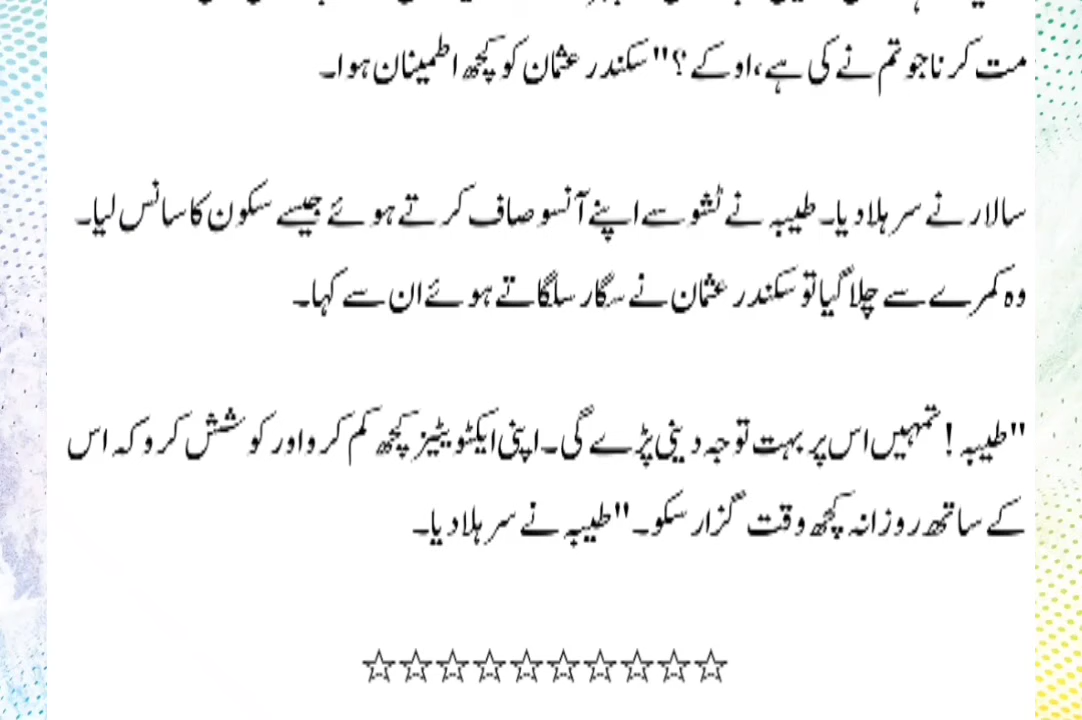 مت کرنا جو تم نے کی ہے، اوکے؟" سکندر عثمان کو کچھ اطمینان ہوا۔
سالار نے سر ہلا دیا۔ طیبہ نے ٹشو سے اپنے آنسو صاف کرتے ہوئے جیسے سکون کا سانس لیا۔
وہ کمرے سے چلا گیا تو سکندر عثمان نے سگار سلگاتے ہوئے ان سے کہا۔
"طیبہ! تمہیں اس پر بہت توجہ دینی پڑے گی۔ اپنی ایکٹویٹیز کچھ کم کرو اور کوشش کرو کہ اس
کے ساتھ روزانہ کچھ وقت گزار سکو۔" طیبہ نے سر ہلا دیا۔
☆☆☆☆☆☆☆☆☆☆